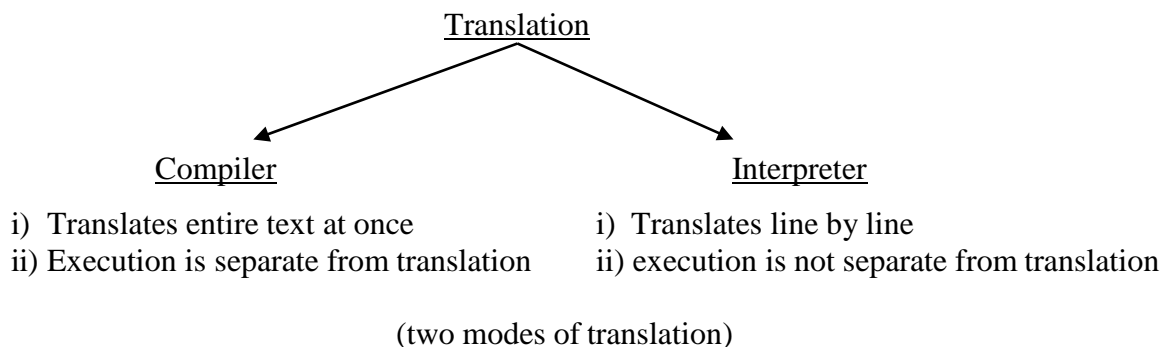 Translation
Compiler
i) Translates entire text at once
ii) Execution is separate from translation
Interpreter
i) Translates line by line
ii) execution is not separate from translation
(two modes of translation)